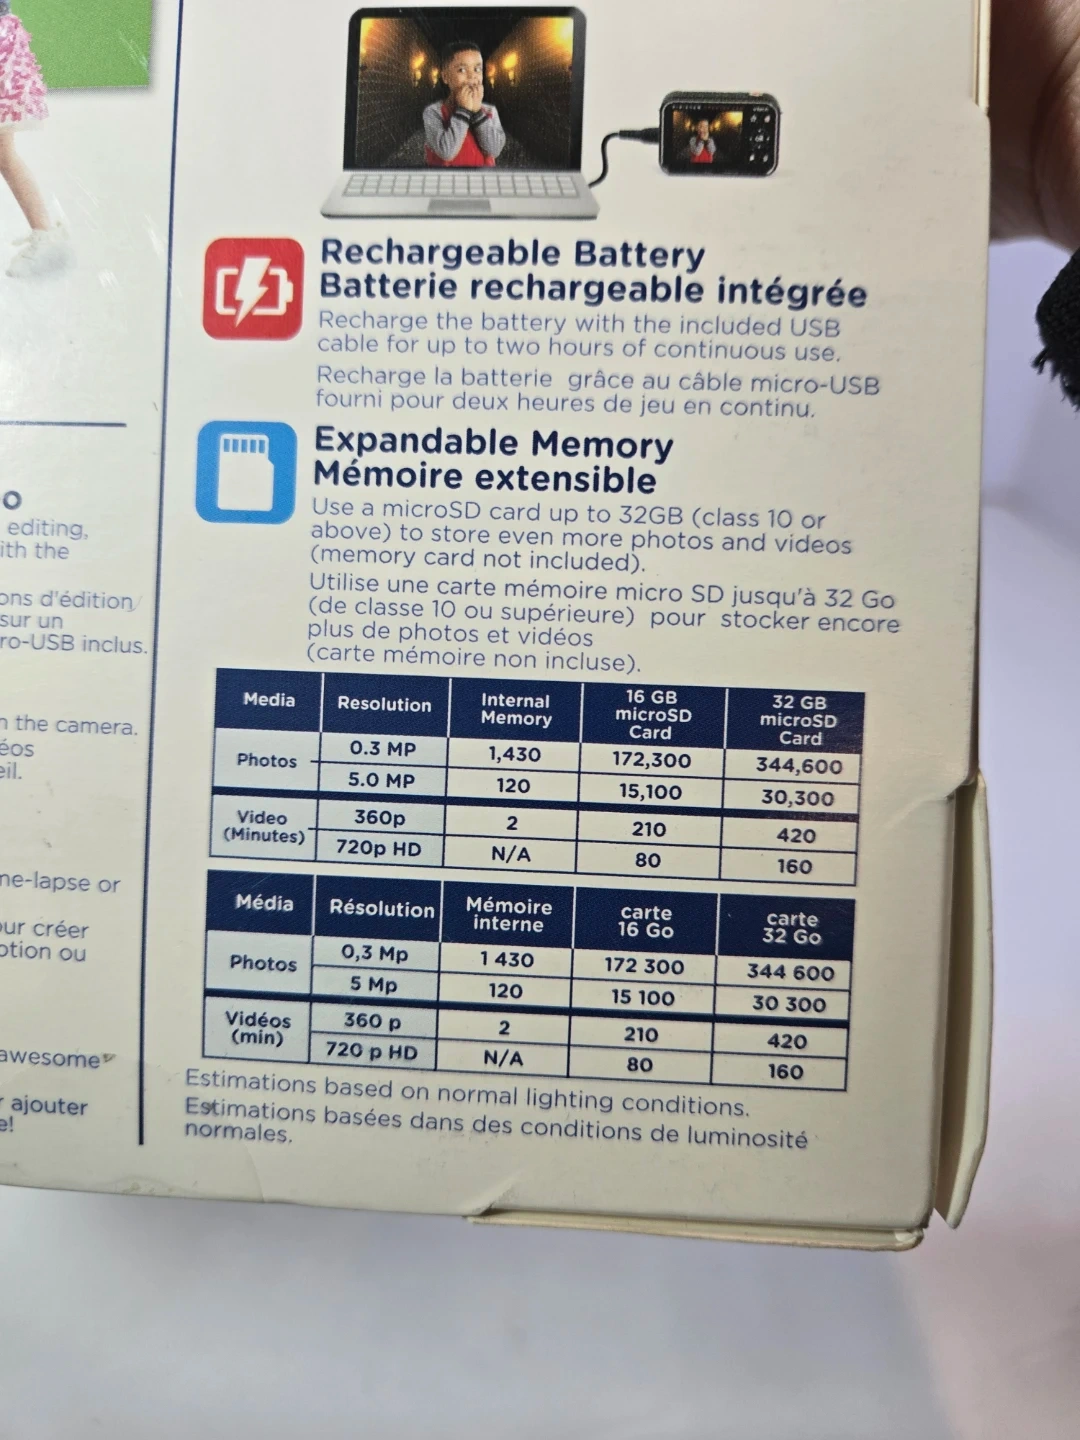 Rechargeable Battery
Batterie rechargeable intégrée
Recharge the battery with the included USB
cable for up to two hours of continuous use.
Recharge la batterie grâce au câble micro-USB
fourni pour deux heures de jeu en continu.
Expandable Memory
Mémoire extensible
Use a microSD card up to 32GB (class 10 or
above) to store even more photos and videos
(memory card not included).
Utilise une carte mémoire micro SD jusqu'à 32 Go
(de classe 10 ou supérieure) pour stocker encore
plus de photos et vidéos
(carte mémoire non incluse).
Media Resolution Internal Memory 16 GB microSD Card 32 GB microSD Card
Photos 0.3 MP 1,430 172,300 344,600
5.0 MP 120 15,100 30,300
Video (Minutes) 360p 2 210 420
720p HD N/A 80 160
Média Résolution Mémoire interne carte 16 Go carte 32 Go
Photos 0,3 Mp 1 430 172 300 344 600
5 Mp 120 15 100 30 300
Vidéos (min) 360 p 2 210 420
720 p HD N/A 80 160
Estimations based on normal lighting conditions.
Estimations basées dans des conditions de luminosité
normales.
editing,
with the
d'édition
sur un
inclus.
the camera.
or
créer
ou
awesome
ajouter